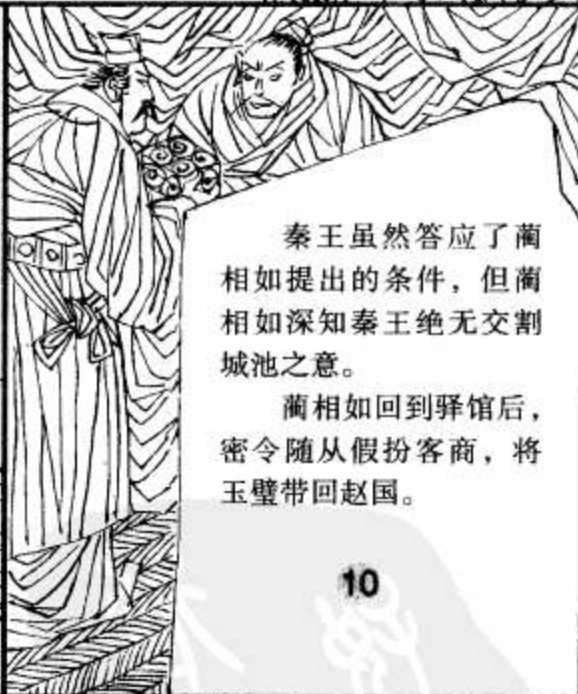 秦王虽然答应了蔺
相如提出的条件，但蔺
相如深知秦王绝无交割
城池之意。
蔺相如回到驿馆后，
密令随从假扮客商，将
玉璧带回赵国。
10